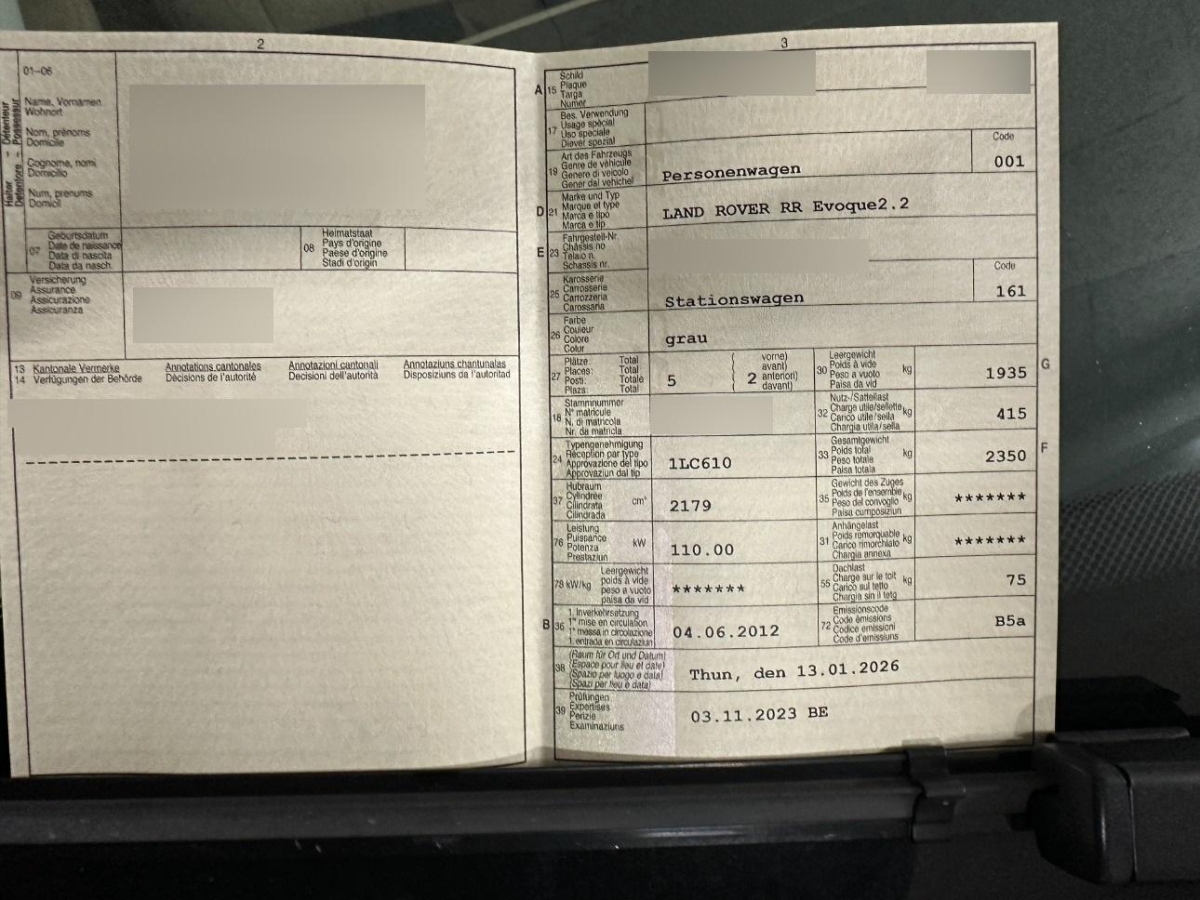 2
01-06
Halter - Détenteur
Detentore - Possessur
Name, Vornamen
Wohnort
Nom, prénoms
Domicile
Cognome, nomi
Domicilio
Num, prenums
Domicil
07
Geburtsdatum
Date de naissance
Data di nascita
Data da nasch.
08
Heimatstaat
Pays d'origine
Paese d'origine
Stadi d'origin
09
Versicherung
Assurance
Assicurazione
Assicuranza
13 Kantonale Vermerke Annotations cantonales Annotazioni cantonali Annotaziuns chantunalas
14 Verfügungen der Behörde Décisions de l'autorité Decisioni dell'autorità Disposiziuns da l'autoritad
3
A 15
Schild
Plaque
Targa
Numer
17
Bes. Verwendung
Usage spécial
Uso speciale
Diever spezial
19
Art des Fahrzeugs
Genre de véhicule
Genere di veicolo
Gener dal vehichel
Personenwagen
Code
001
D 21
Marke und Typ
Marque et type
Marca e tipo
Marca e tip
LAND ROVER RR Evoque2.2
E 23
Fahrgestell-Nr.
Châssis no
Telaio n.
Schassis nr.
25
Karosserie
Carrosserie
Carrozzeria
Carossaria
Stationswagen
Code
161
26
Farbe
Couleur
Colore
Color
grau
27
Plätze: Total
Places: Total
Posti: Totale
Plazs: Total
5
( vorne)
( avant)
2 anteriori)
( davant)
30
Leergewicht
Poids à vide kg
Peso a vuoto
Paisa da vid
1935
G
18
Stammnummer
N° matricule
N. di matricola
Nr. da matricla
32
Nutz-/Sattellast
Charge utile/sellette kg
Carico utile/sella
Chargia utila/sella
415
24
Typengenehmigung
Réception par type
Approvazione del tipo
Approvaziun dal tip
1LC610
33
Gesamtgewicht
Poids total kg
Peso totale
Paisa totala
2350
F
37
Hubraum
Cylindrée cm³
Cilindrata
Cilindrada
2179
35
Gewicht des Zuges
Poids de l'ensemble kg
Peso del convoglio
Paisa cumposiziun
*******
76
Leistung
Puissance kW
Potenza
Prestaziun
110.00
31
Anhängelast
Poids remorquable kg
Carico rimorchiato
Chargia annexa
*******
78 kW/kg
Leergewicht
poids à vide
peso a vuoto
paisa da vid
*******
55
Dachlast
Charge sur le toit kg
Carico sul tetto
Chargia sin il tetg
75
B 36
1. Inverkehrsetzung
1re mise en circulation
1a messa in circolazione
1. entrada en circulaziun
04.06.2012
72
Emissionscode
Code émissions
Codice emissioni
Code d'emissiuns
B5a
38
(Raum für Ort und Datum)
(Espace pour lieu et date)
(Spazio per luogo e data)
(Spazi per lieu e data)
Thun, den 13.01.2026
39
Prüfungen
Expertises
Perizie
Examinaziuns
03.11.2023 BE